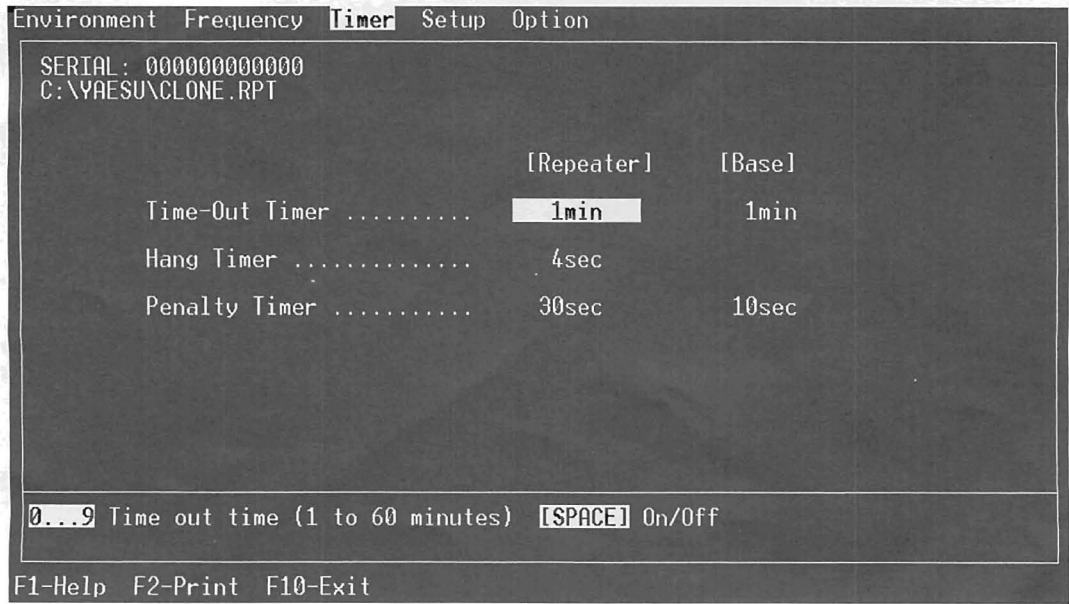 Environment Frequency Timer Setup Option
SERIAL: 000000000000
C:\YAESU\CLONE.RPT
[Repeater] [Base]
Time-Out Timer .......... 1min 1min
Hang Timer .............. 4sec
Penalty Timer ........... 30sec 10sec
0...9 Time out time (1 to 60 minutes) [SPACE] On/Off
F1-Help F2-Print F10-Exit